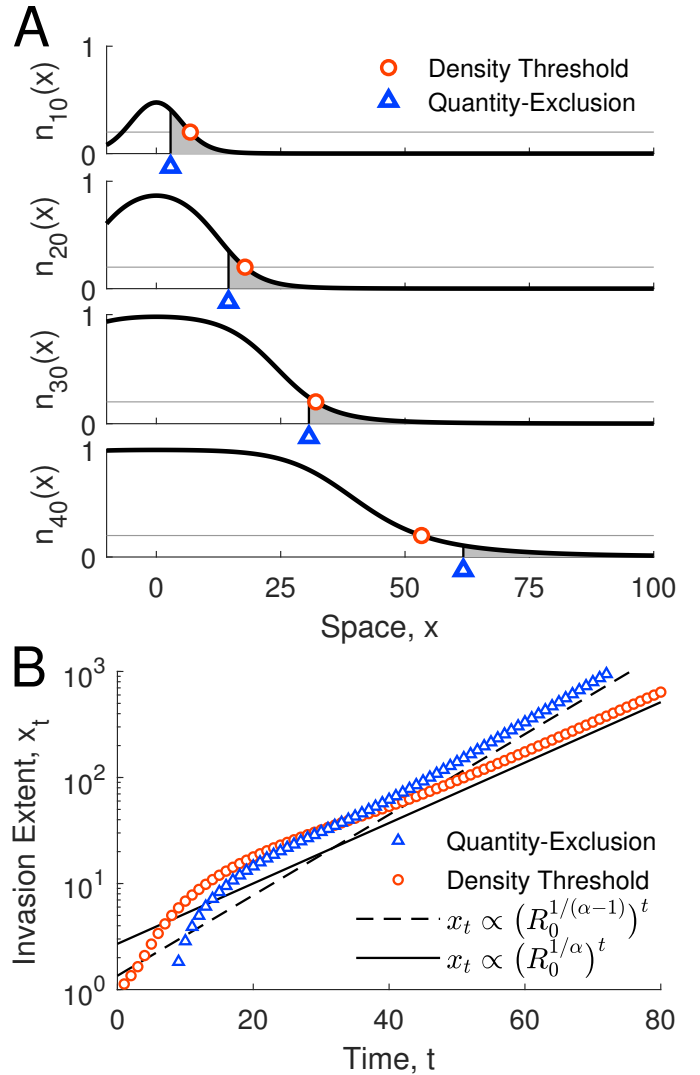 A
n₁₀(x)
1
0
Density Threshold
Quantity-Exclusion
n₂₀(x)
1
0
n₃₀(x)
1
0
n₄₀(x)
1
0
0 25 50 75 100
Space, x
B
Invasion Extent, xₜ
10³
10²
10¹
10⁰
Quantity-Exclusion
Density Threshold
xₜ ∝ (R₀^{1/(α−1)})^t
xₜ ∝ (R₀^{1/α})^t
0 20 40 60 80
Time, t